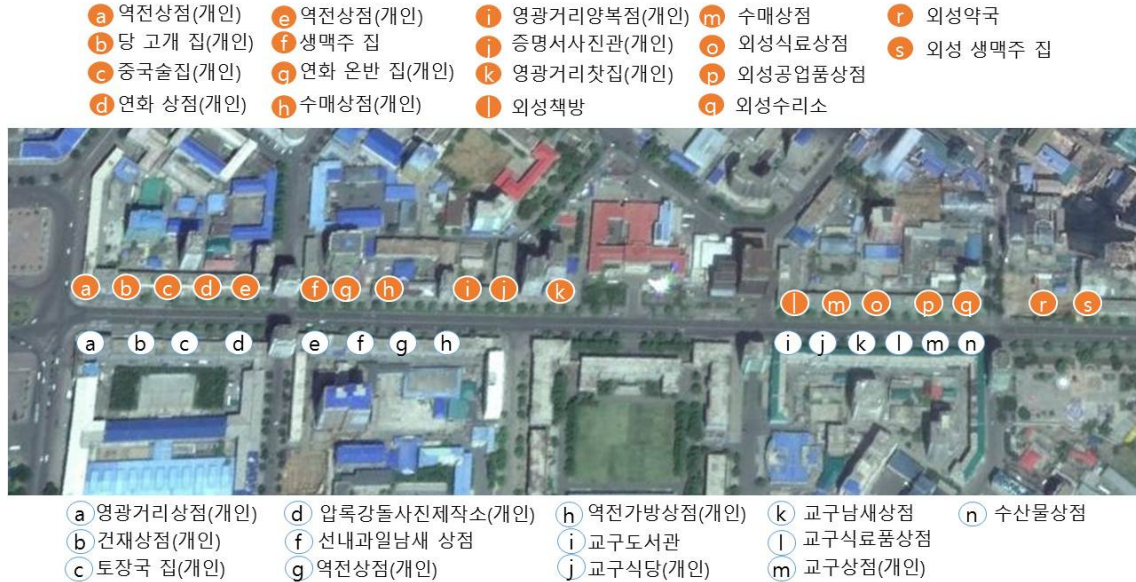 a 역전상점(개인) e 역전상점(개인) i 영광거리양복점(개인) m 수매상점 r 외성약국
b 당 고개 집(개인) f 생맥주 집 j 증명서사진관(개인) o 외성식료상점 s 외성 생맥주 집
c 중국술집(개인) g 연화 온반 집(개인) k 영광거리찻집(개인) p 외성공업품상점
d 연화 상점(개인) h 수매상점(개인) l 외성책방 q 외성수리소
a b c d e f g h i j k l m o p q r s
a b c d e f g h i j k l m n
a 영광거리상점(개인) d 압록강돌사진제작소(개인) h 역전가방상점(개인) k 교구남새상점 n 수산물상점
b 건재상점(개인) f 선내과일남새 상점 i 교구도서관 l 교구식료품상점
c 토장국 집(개인) g 역전상점(개인) j 교구식당(개인) m 교구상점(개인)